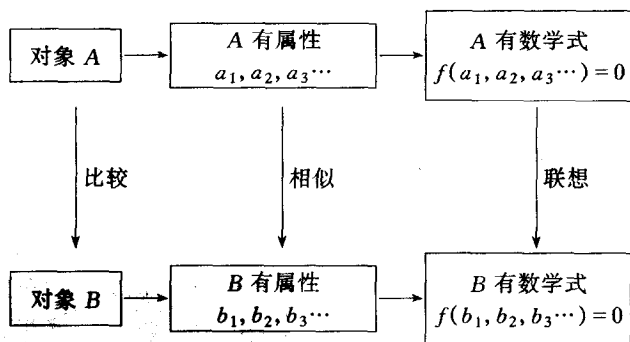 对象 A
A 有属性
a₁, a₂, a₃…
A 有数学式
f(a₁, a₂, a₃…)=0
比较
相似
联想
对象 B
B 有属性
b₁, b₂, b₃…
B 有数学式
f(b₁, b₂, b₃…)=0